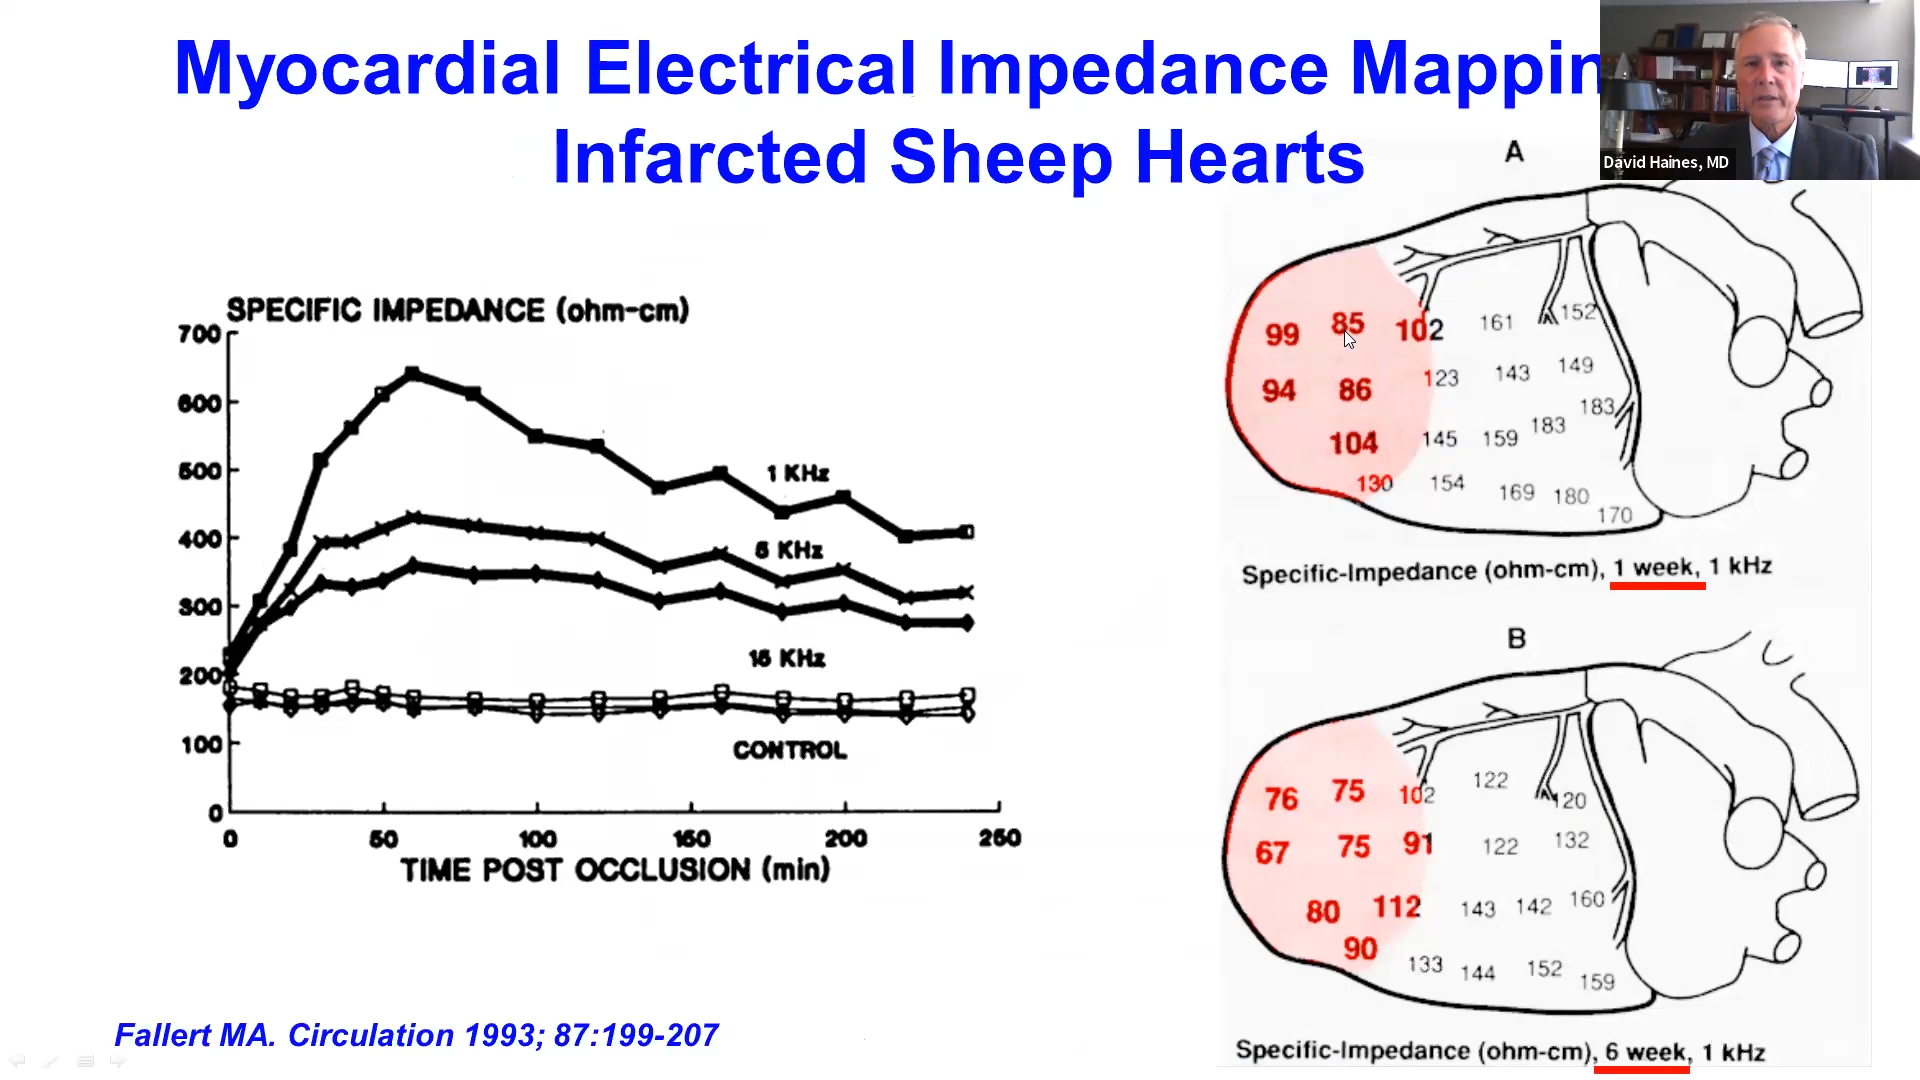 Myocardial Electrical Impedance Mappin
Infarcted Sheep Hearts
David Haines, MD
SPECIFIC IMPEDANCE (ohm-cm)
700
600
500
400
300
200
100
0
1 KHz
5 KHz
15 KHz
CONTROL
0 50 100 150 200 250
TIME POST OCCLUSION (min)
A
99 85 102 161 152
94 86 123 143 149
104 145 159 183 183
130 154 169 180 170
Specific-Impedance (ohm-cm), 1 week, 1 kHz
B
76 75 102 122 120
67 75 91 122 132
80 112 143 142 160
90 133 144 152 159
Specific-Impedance (ohm-cm), 6 week, 1 kHz
Fallert MA. Circulation 1993; 87:199-207